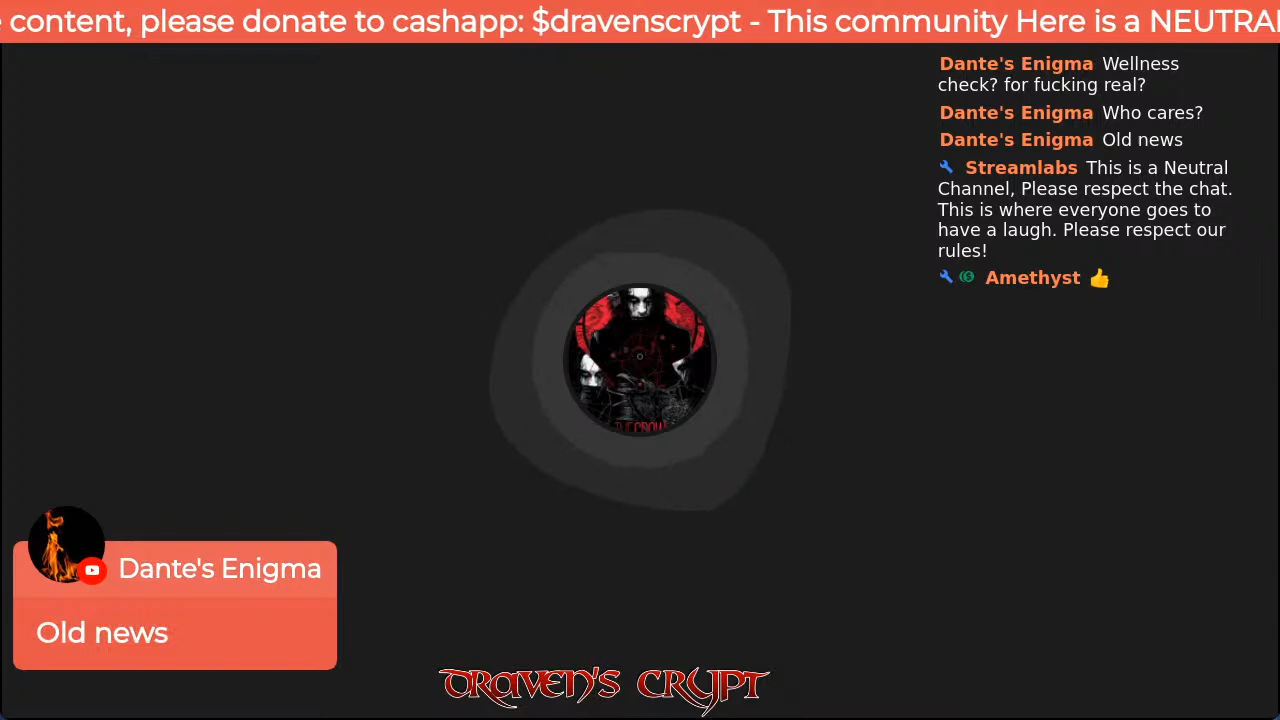 content, please donate to cashapp: $dravenscrypt - This community Here is a NEUTRAL
Dante's Enigma Wellness
check? for fucking real?
Dante's Enigma Who cares?
Dante's Enigma Old news
Streamlabs This is a Neutral
Channel, Please respect the chat.
This is where everyone goes to
have a laugh. Please respect our
rules!
Amethyst 👍
THE CROW
Dante's Enigma
Old news
DRAVEN'S CRYPT